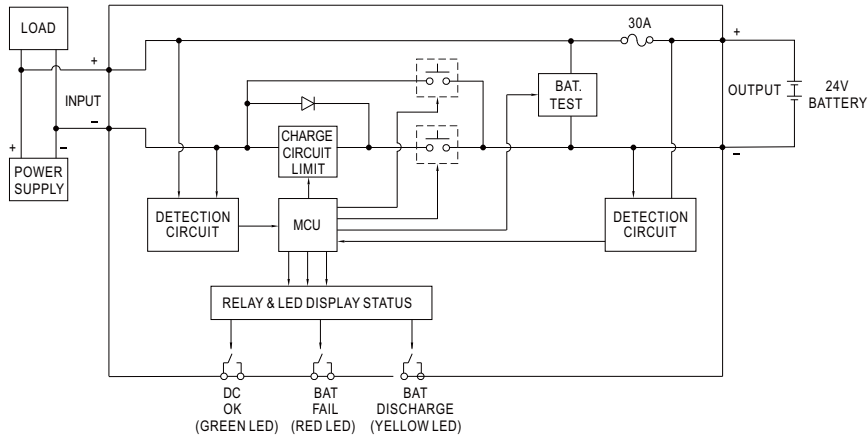 LOAD
30A
+
+
+
INPUT
BAT.
TEST
OUTPUT
24V
BATTERY
–
–
+
–
POWER
SUPPLY
CHARGE
CIRCUIT
LIMIT
DETECTION
CIRCUIT
MCU
DETECTION
CIRCUIT
RELAY & LED DISPLAY STATUS
DC
OK
(GREEN LED)
BAT
FAIL
(RED LED)
BAT
DISCHARGE
(YELLOW LED)